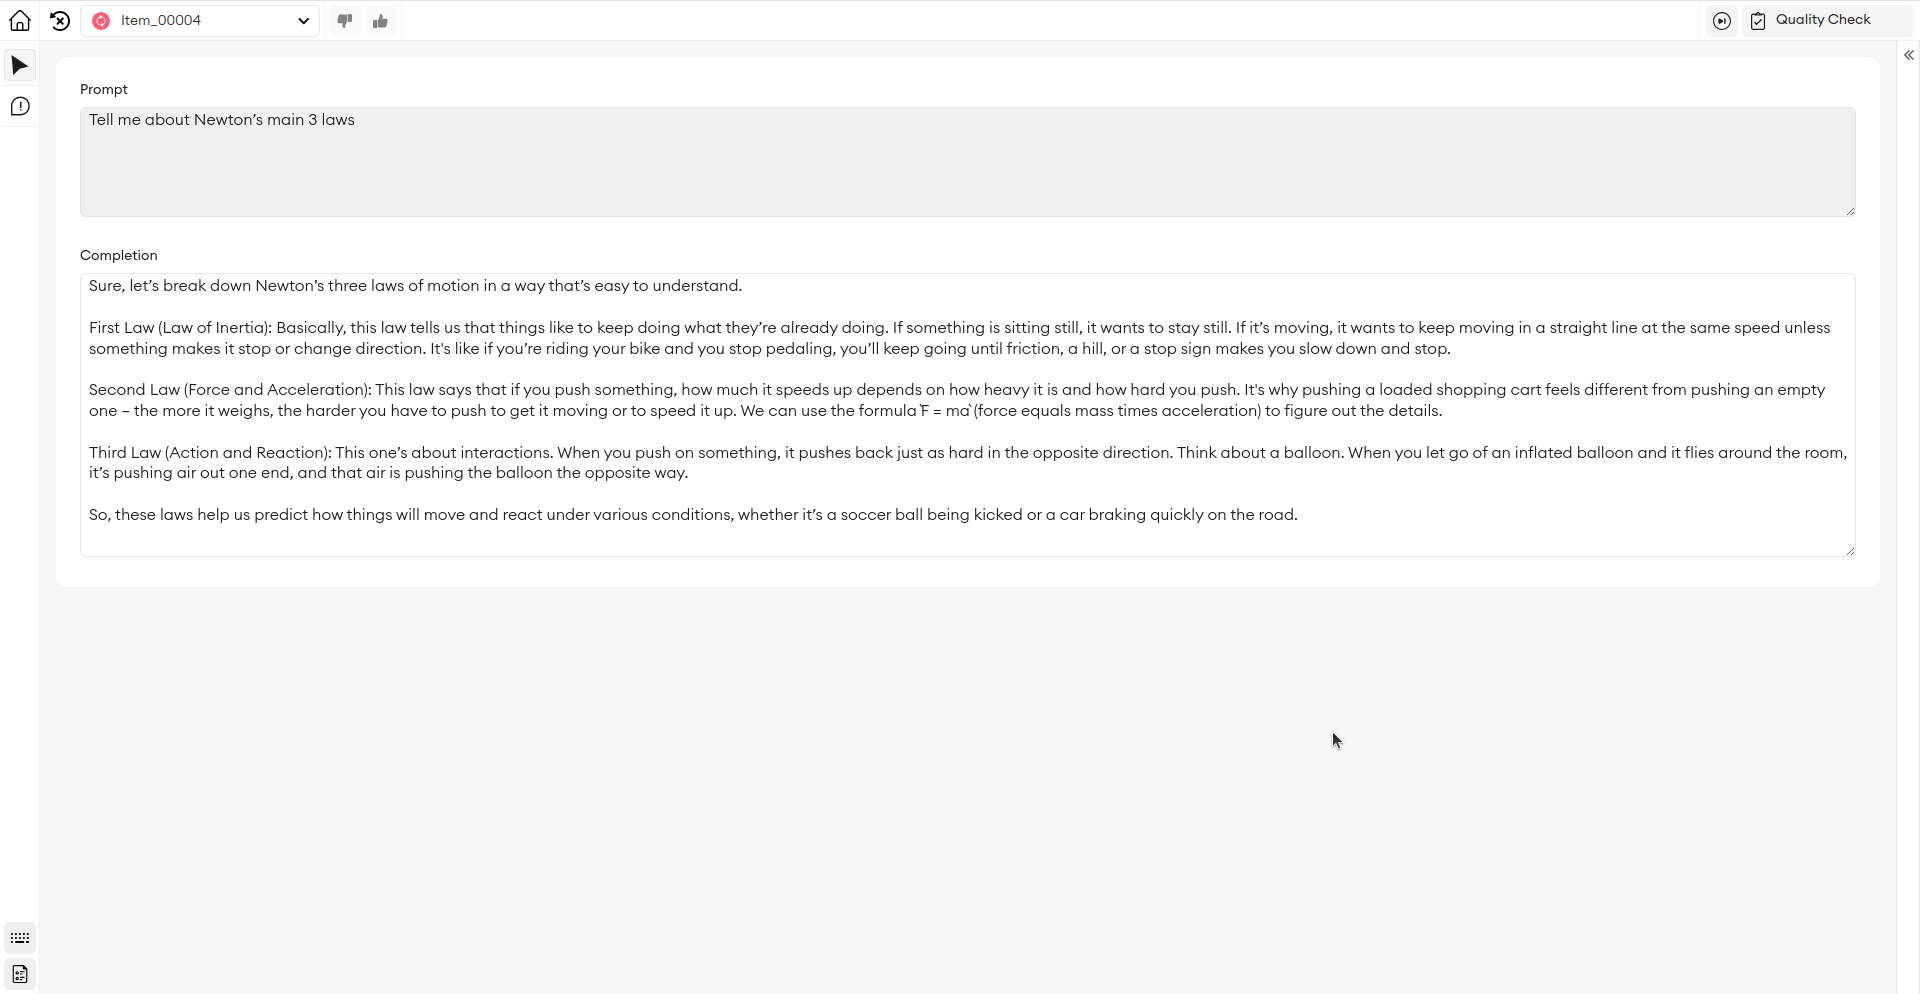 Item_00004
Quality Check
Prompt
Tell me about Newton’s main 3 laws
Completion
Sure, let’s break down Newton’s three laws of motion in a way that’s easy to understand.
First Law (Law of Inertia): Basically, this law tells us that things like to keep doing what they’re already doing. If something is sitting still, it wants to stay still. If it’s moving, it wants to keep moving in a straight line at the same speed unless
something makes it stop or change direction. It's like if you’re riding your bike and you stop pedaling, you’ll keep going until friction, a hill, or a stop sign makes you slow down and stop.
Second Law (Force and Acceleration): This law says that if you push something, how much it speeds up depends on how heavy it is and how hard you push. It's why pushing a loaded shopping cart feels different from pushing an empty
one – the more it weighs, the harder you have to push to get it moving or to speed it up. We can use the formula `F = ma` (force equals mass times acceleration) to figure out the details.
Third Law (Action and Reaction): This one’s about interactions. When you push on something, it pushes back just as hard in the opposite direction. Think about a balloon. When you let go of an inflated balloon and it flies around the room,
it’s pushing air out one end, and that air is pushing the balloon the opposite way.
So, these laws help us predict how things will move and react under various conditions, whether it’s a soccer ball being kicked or a car braking quickly on the road.